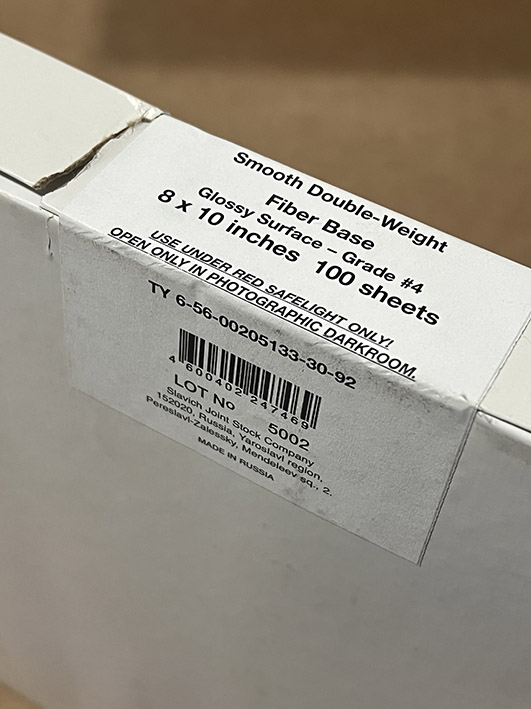 Smooth Double-Weight
Fiber Base
Glossy Surface – Grade #4
8 x 10 inches 100 sheets
USE UNDER RED SAFELIGHT ONLY!
OPEN ONLY IN PHOTOGRAPHIC DARKROOM.
TY 6-56-00205133-30-92
4 600402 247469
LOT No 5002
Slavich Joint Stock Company
152020, Russia, Yaroslavl region,
Pereslavl-Zalessky, Mendeleev sq., 2.
MADE IN RUSSIA